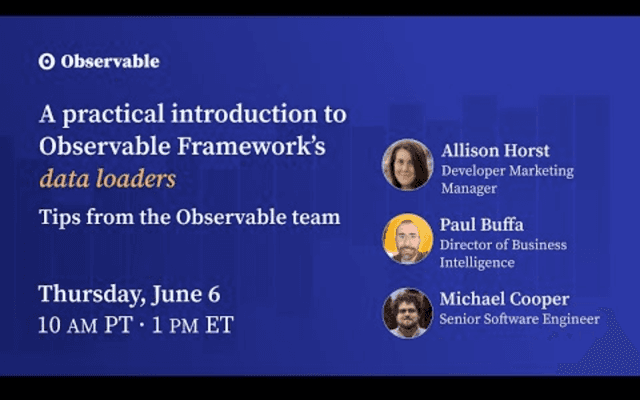 Observable
A practical introduction to
Observable Framework's
data loaders
Tips from the Observable team
Thursday, June 6
10 AM PT · 1 PM ET
Allison Horst
Developer Marketing
Manager
Paul Buffa
Director of Business
Intelligence
Michael Cooper
Senior Software Engineer